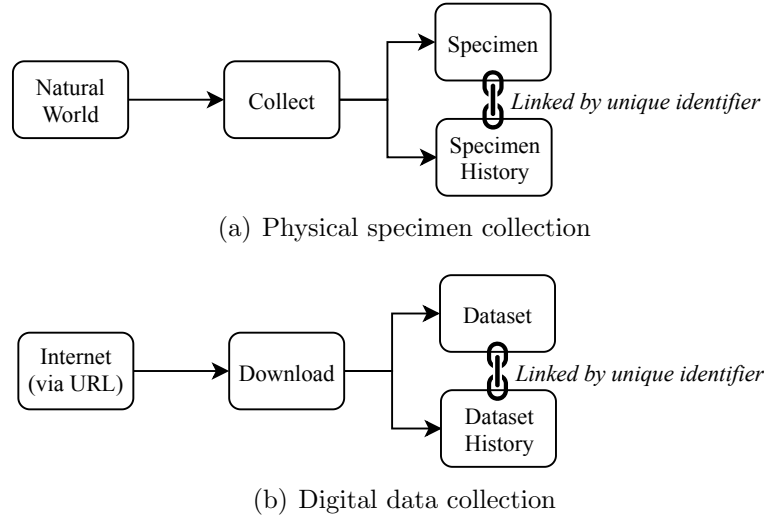 Natural
World
Collect
Specimen
Linked by unique identifier
Specimen
History
(a) Physical specimen collection
Internet
(via URL)
Download
Dataset
Linked by unique identifier
Dataset
History
(b) Digital data collection